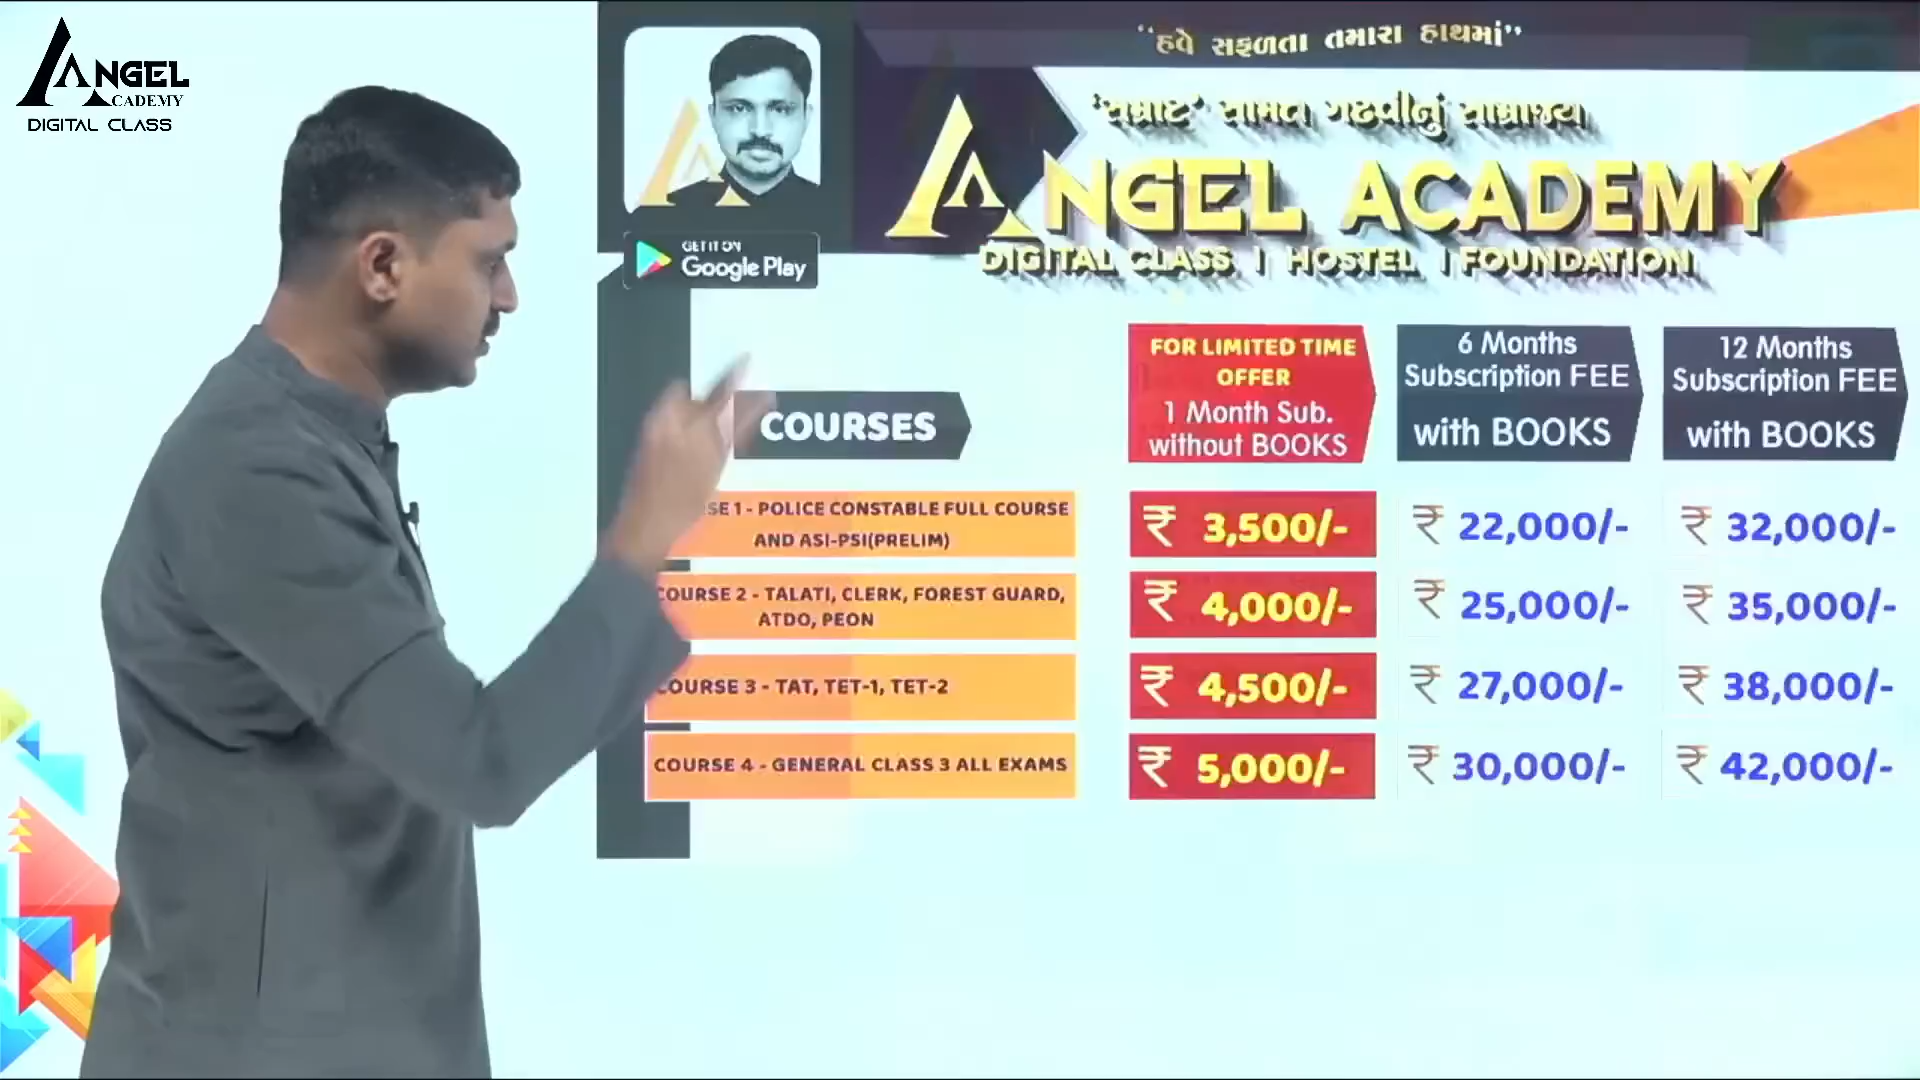 ANGEL
ACADEMY
DIGITAL CLASS
“હવે સફળતા તમારા હાથમાં”
‘સમ્રાટ’ સામત ગઢવીનું સામ્રાજ્ય
ANGEL ACADEMY
DIGITAL CLASS | HOSTEL | FOUNDATION
GET IT ON
Google Play
COURSES
FOR LIMITED TIME
OFFER
1 Month Sub.
without BOOKS
6 Months
Subscription FEE
with BOOKS
12 Months
Subscription FEE
with BOOKS
SE 1 - POLICE CONSTABLE FULL COURSE
AND ASI-PSI(PRELIM)
₹ 3,500/-
₹ 22,000/-
₹ 32,000/-
COURSE 2 - TALATI, CLERK, FOREST GUARD,
ATDO, PEON
₹ 4,000/-
₹ 25,000/-
₹ 35,000/-
COURSE 3 - TAT, TET-1, TET-2
₹ 4,500/-
₹ 27,000/-
₹ 38,000/-
COURSE 4 - GENERAL CLASS 3 ALL EXAMS
₹ 5,000/-
₹ 30,000/-
₹ 42,000/-